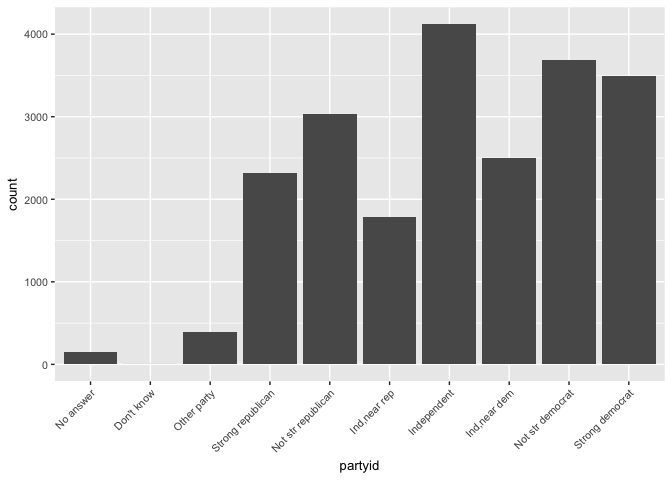 4000
3000
2000
1000
0
count
No answer
Don't know
Other party
Strong republican
Not str republican
Ind,near rep
Independent
Ind,near dem
Not str democrat
Strong democrat
partyid